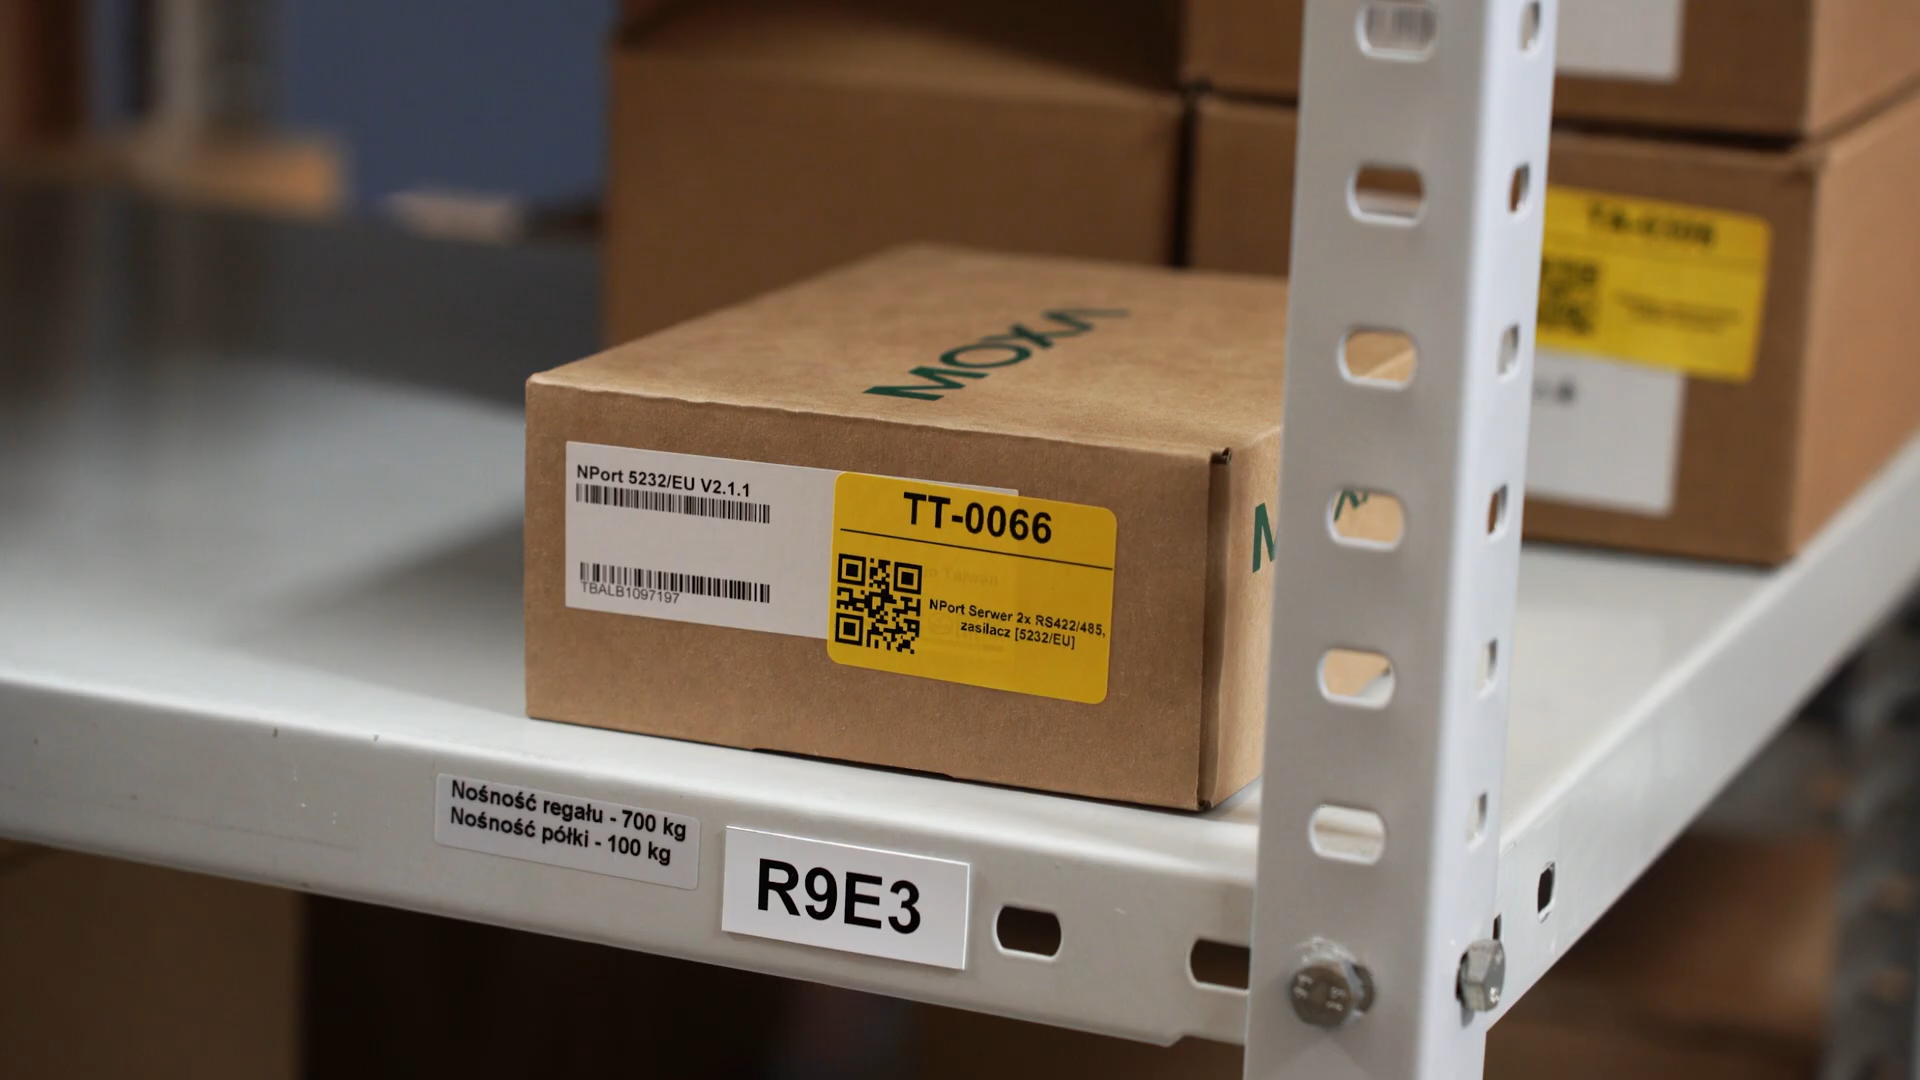 MOXA
NPort 5232/EU V2.1.1
TBALB1097197
TT-0066
NPort Serwer 2x RS422/485,
zasilacz [5232/EU]
Nośność regału - 700 kg
Nośność półki - 100 kg
R9E3